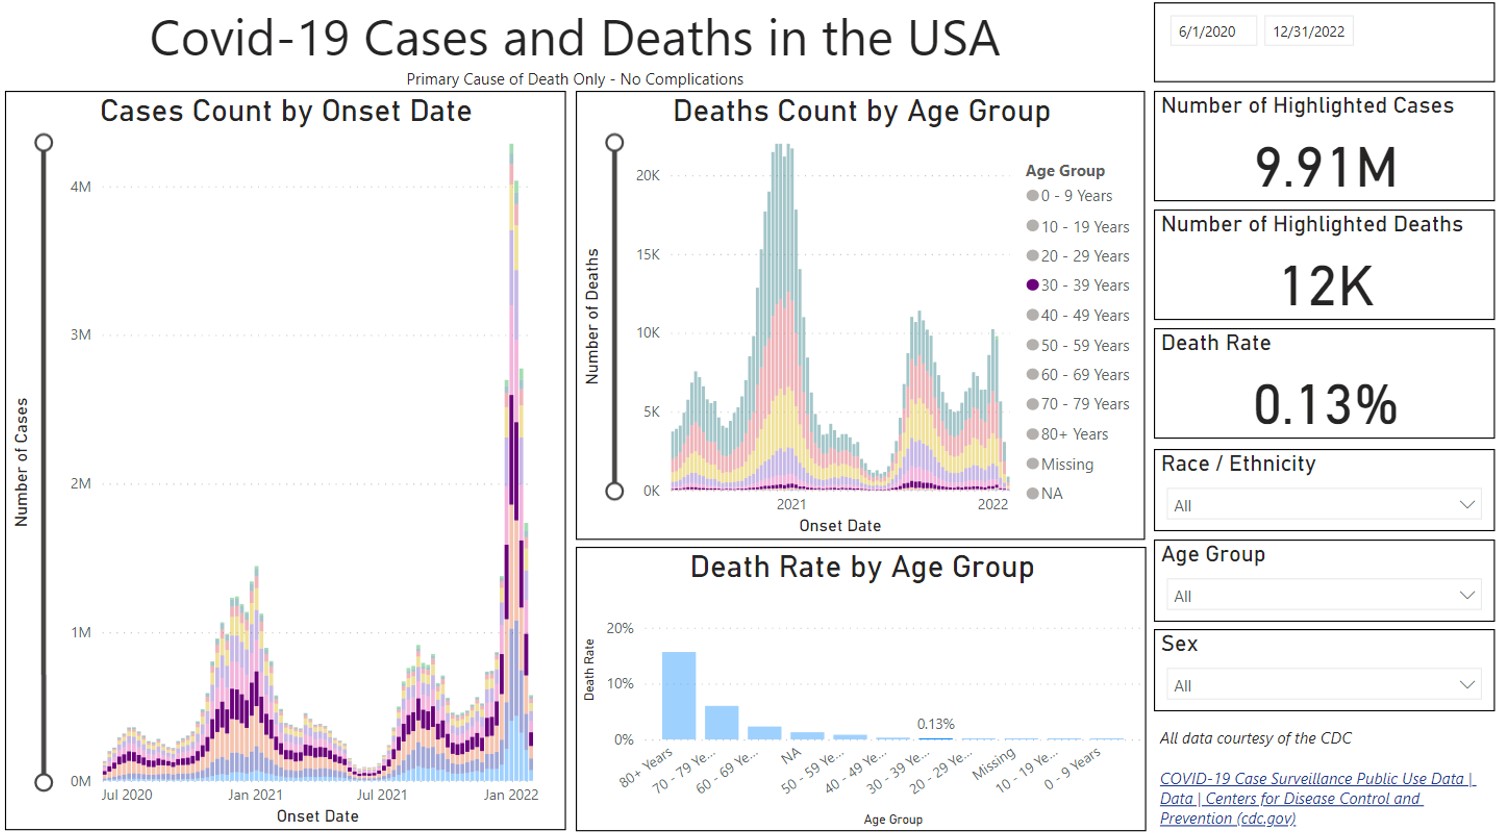 Covid-19 Cases and Deaths in the USA
Primary Cause of Death Only - No Complications
6/1/2020
12/31/2022
Cases Count by Onset Date
Number of Cases
4M
3M
2M
1M
0M
Jul 2020
Jan 2021
Jul 2021
Jan 2022
Onset Date
Deaths Count by Age Group
Number of Deaths
20K
15K
10K
5K
0K
2021
2022
Onset Date
Age Group
0 - 9 Years
10 - 19 Years
20 - 29 Years
30 - 39 Years
40 - 49 Years
50 - 59 Years
60 - 69 Years
70 - 79 Years
80+ Years
Missing
NA
Death Rate by Age Group
Death Rate
20%
10%
0%
0.13%
80+ Years
70 - 79 Ye...
60 - 69 Ye...
NA
50 - 59 Ye...
40 - 49 Ye...
30 - 39 Ye...
20 - 29 Ye...
Missing
10 - 19 Ye...
0 - 9 Years
Age Group
Number of Highlighted Cases
9.91M
Number of Highlighted Deaths
12K
Death Rate
0.13%
Race / Ethnicity
All
Age Group
All
Sex
All
All data courtesy of the CDC
COVID-19 Case Surveillance Public Use Data |
Data | Centers for Disease Control and
Prevention (cdc.gov)